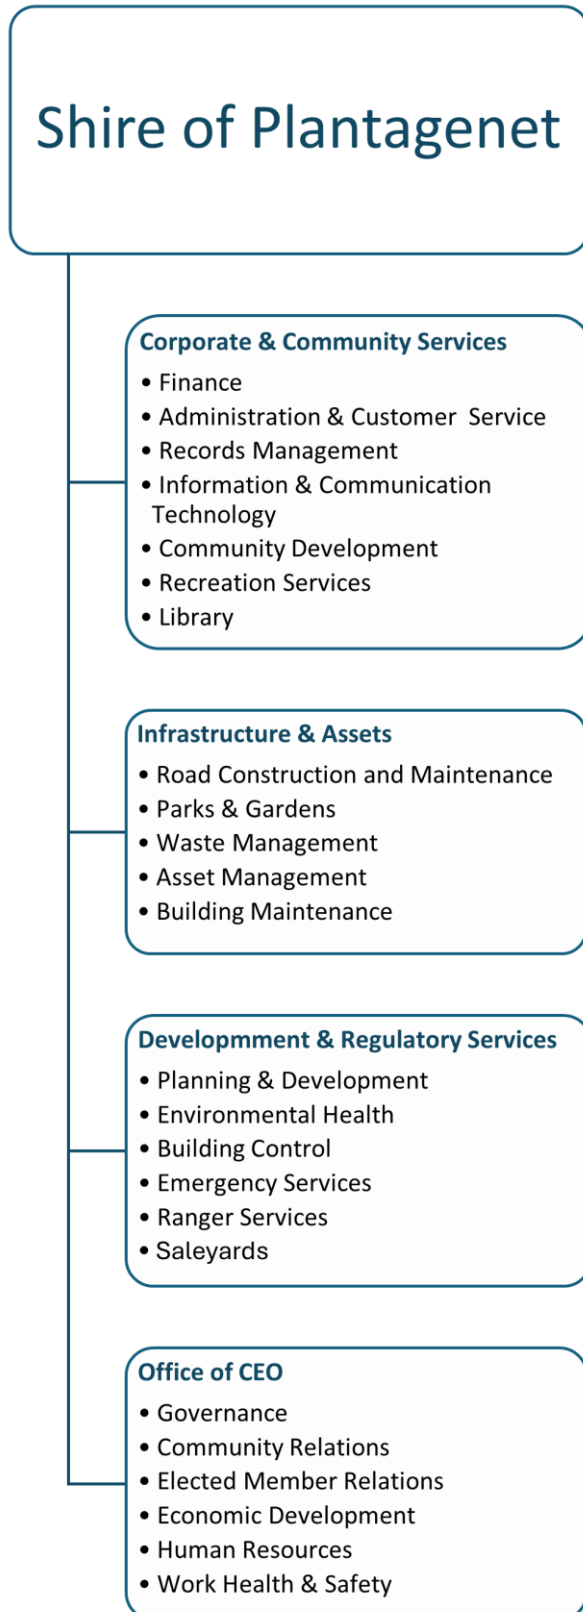 Shire of Plantagenet
Corporate & Community Services
• Finance
• Administration & Customer Service
• Records Management
• Information & Communication
Technology
• Community Development
• Recreation Services
• Library
Infrastructure & Assets
• Road Construction and Maintenance
• Parks & Gardens
• Waste Management
• Asset Management
• Building Maintenance
Developmment & Regulatory Services
• Planning & Development
• Environmental Health
• Building Control
• Emergency Services
• Ranger Services
• Saleyards
Office of CEO
• Governance
• Community Relations
• Elected Member Relations
• Economic Development
• Human Resources
• Work Health & Safety